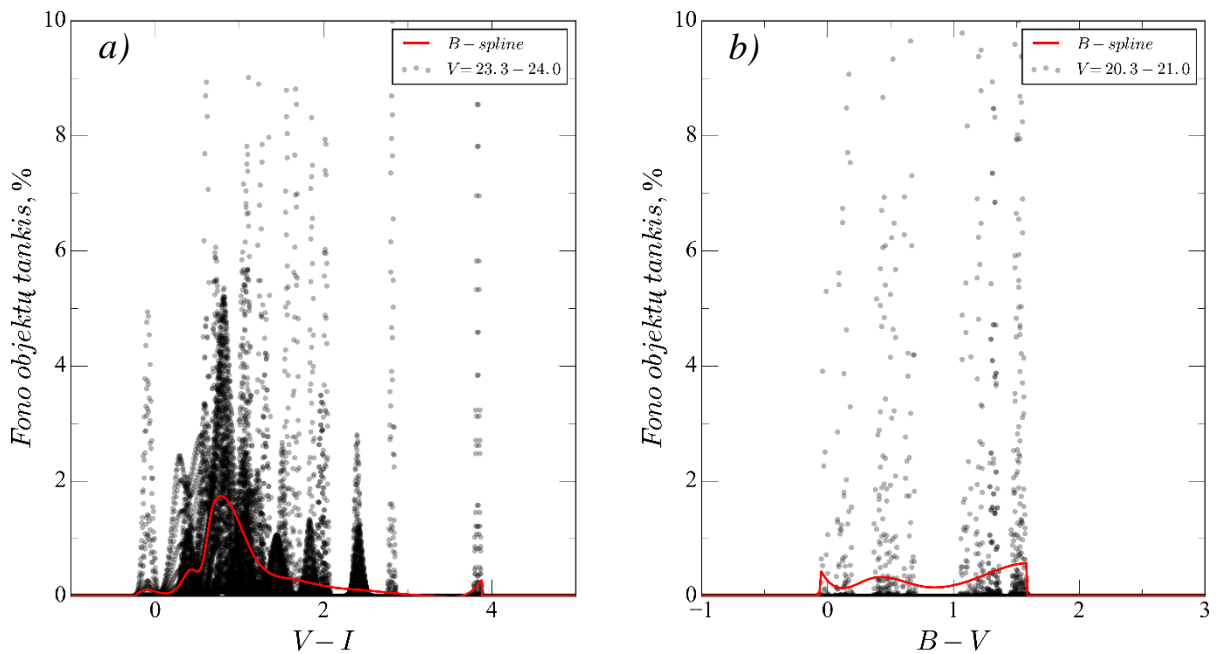 a)
B − spline
V = 23.3 − 24.0
Fono objektų tankis, %
10
8
6
4
2
0
0
2
4
V − I
b)
B − spline
V = 20.3 − 21.0
Fono objektų tankis, %
10
8
6
4
2
0
−1
0
1
2
3
B − V